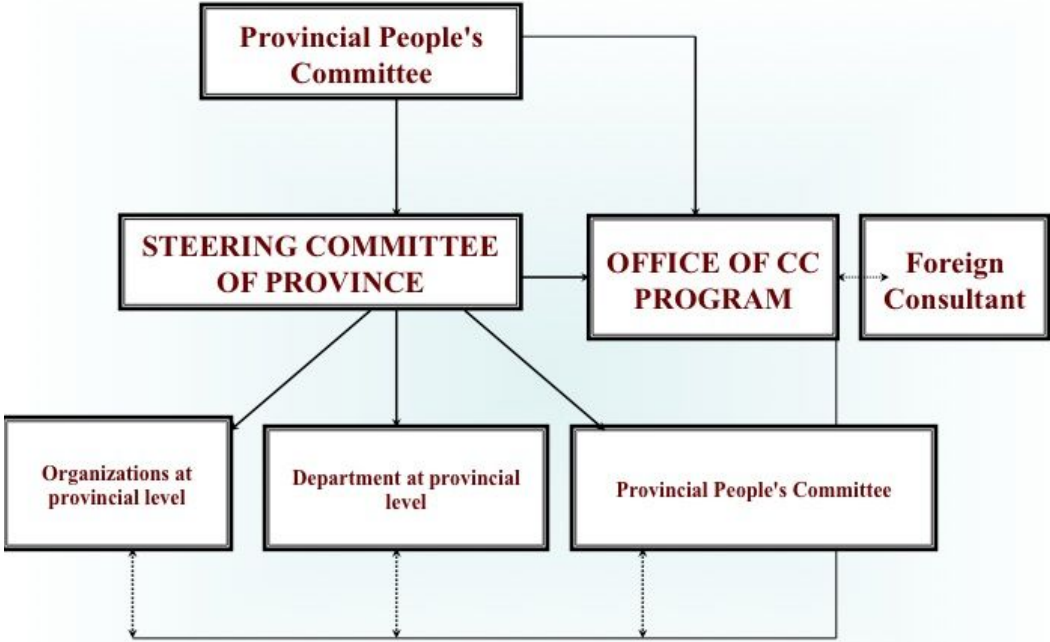 Provincial People's
Committee
STEERING COMMITTEE
OF PROVINCE
OFFICE OF CC
PROGRAM
Foreign
Consultant
Organizations at
provincial level
Department at provincial
level
Provincial People's Committee